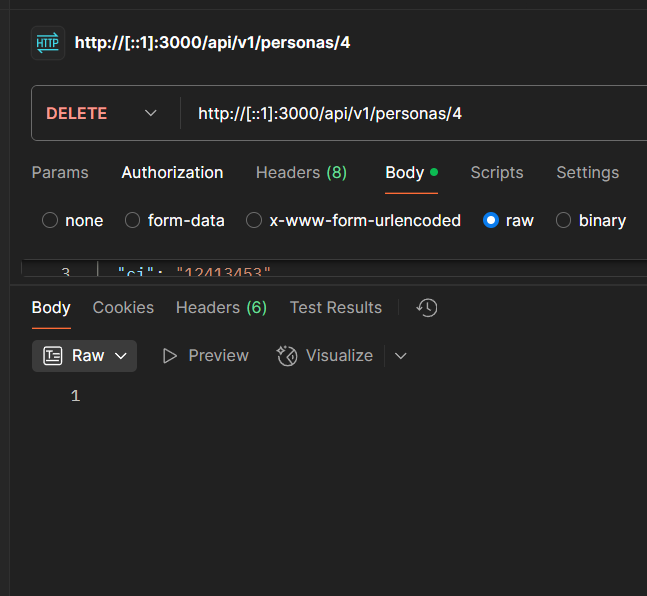 HTTP http://[::1]:3000/api/v1/personas/4
DELETE http://[::1]:3000/api/v1/personas/4
Params Authorization Headers (8) Body Scripts Settings
none form-data x-www-form-urlencoded raw binary
3 "ci": "12413453"
Body Cookies Headers (6) Test Results
Raw Preview Visualize
1